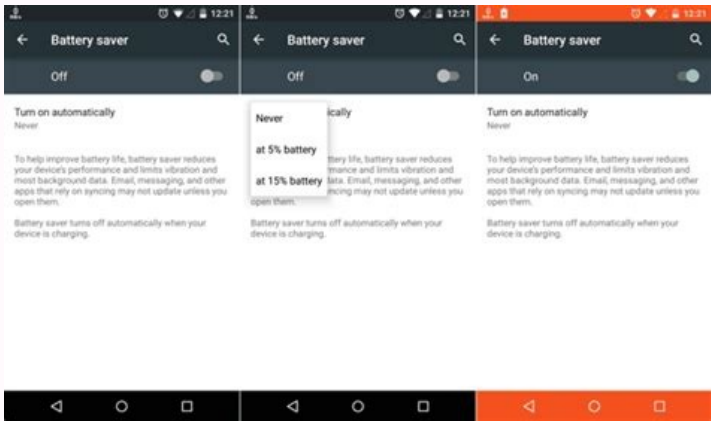 12:21
Battery saver
Off
Turn on automatically
Never
To help improve battery life, battery saver reduces
your device's performance and limits vibration and
most background data. Email, messaging, and other
apps that rely on syncing may not update unless you
open them.
Battery saver turns off automatically when your
device is charging.
12:21
Battery saver
Off
ically
Never
at 5% battery
at 15% battery
ttery life, battery saver reduces
rmance and limits vibration and
data. Email, messaging, and other
yncing may not update unless you
open them.
Battery saver turns off automatically when your
device is charging.
12:21
Battery saver
On
Turn on automatically
Never
To help improve battery life, battery saver reduces
your device's performance and limits vibration and
most background data. Email, messaging, and other
apps that rely on syncing may not update unless you
open them.
Battery saver turns off automatically when your
device is charging.